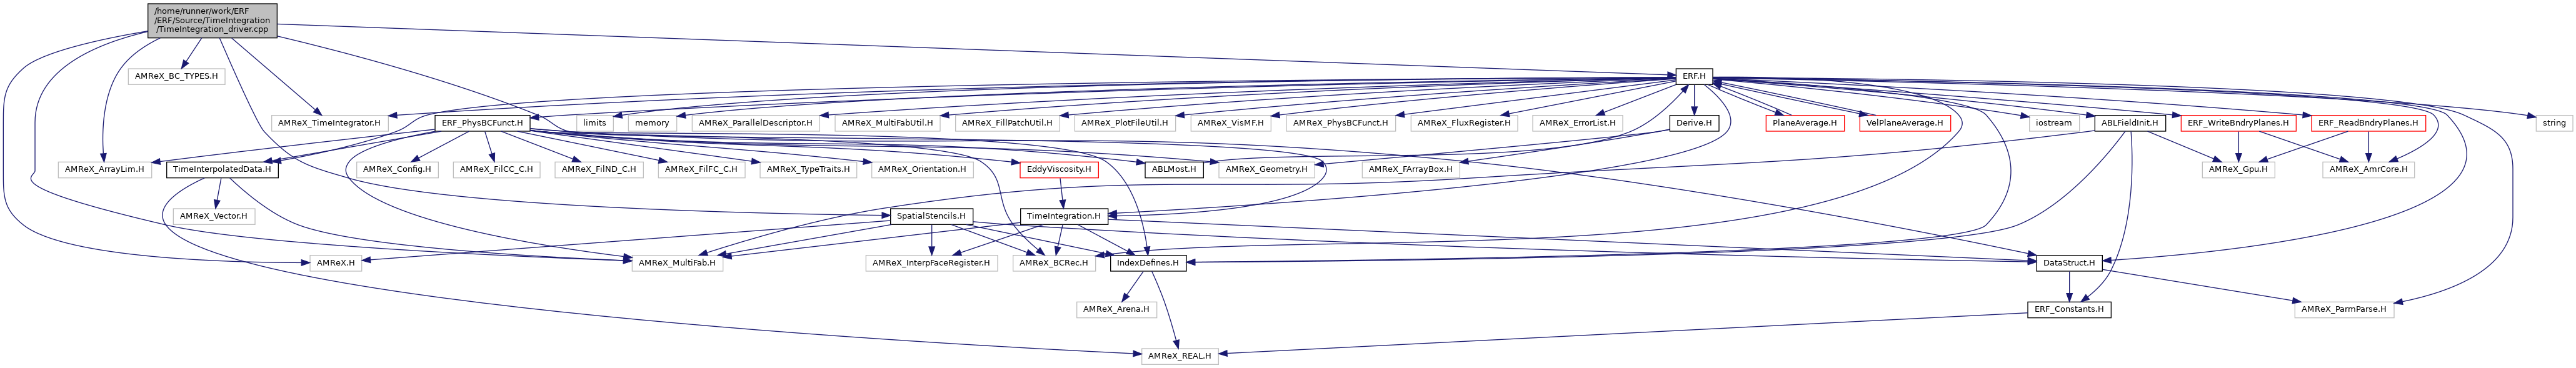 /home/runner/work/ERF
/ERF/Source/TimeIntegration
/TimeIntegration_driver.cpp
AMReX_BC_TYPES.H
ERF.H
AMReX_TimeIntegrator.H
ERF_PhysBCFunct.H
limits
memory
AMReX_ParallelDescriptor.H
AMReX_MultiFabUtil.H
AMReX_FillPatchUtil.H
AMReX_PlotFileUtil.H
AMReX_VisMF.H
AMReX_PhysBCFunct.H
AMReX_FluxRegister.H
AMReX_ErrorList.H
Derive.H
PlaneAverage.H
VelPlaneAverage.H
iostream
ABLFieldInit.H
ERF_WriteBndryPlanes.H
ERF_ReadBndryPlanes.H
string
AMReX_ArrayLim.H
TimeInterpolatedData.H
AMReX_Config.H
AMReX_FilCC_C.H
AMReX_FilND_C.H
AMReX_FilFC_C.H
AMReX_TypeTraits.H
AMReX_Orientation.H
EddyViscosity.H
ABLMost.H
AMReX_Geometry.H
AMReX_FArrayBox.H
AMReX_Gpu.H
AMReX_AmrCore.H
AMReX_Vector.H
SpatialStencils.H
TimeIntegration.H
AMReX.H
AMReX_MultiFab.H
AMReX_InterpFaceRegister.H
AMReX_BCRec.H
IndexDefines.H
DataStruct.H
AMReX_Arena.H
ERF_Constants.H
AMReX_ParmParse.H
AMReX_REAL.H